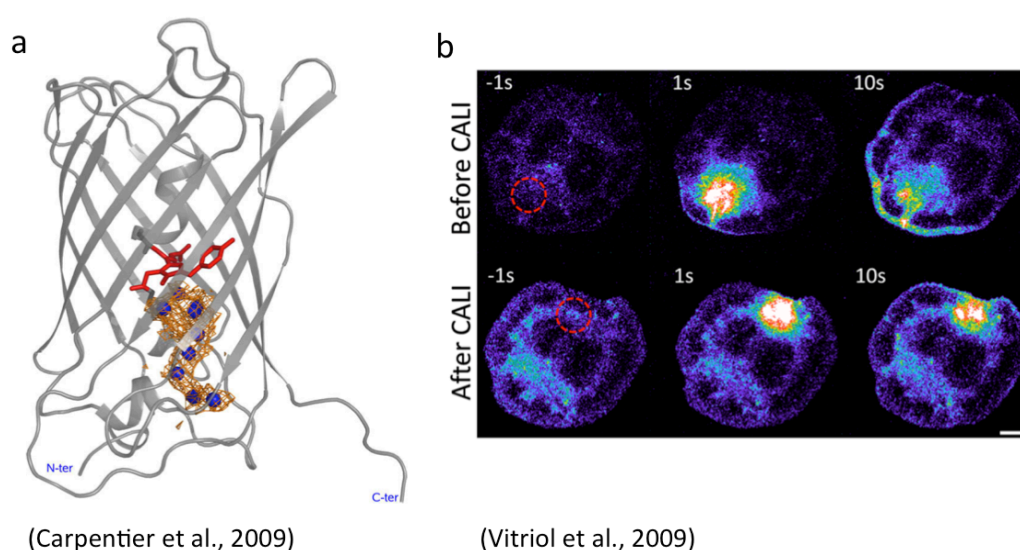 a
N-ter
C-ter
(Carpentier et al., 2009)
b
Before CALI
-1s
1s
10s
After CALI
-1s
1s
10s
(Vitriol et al., 2009)